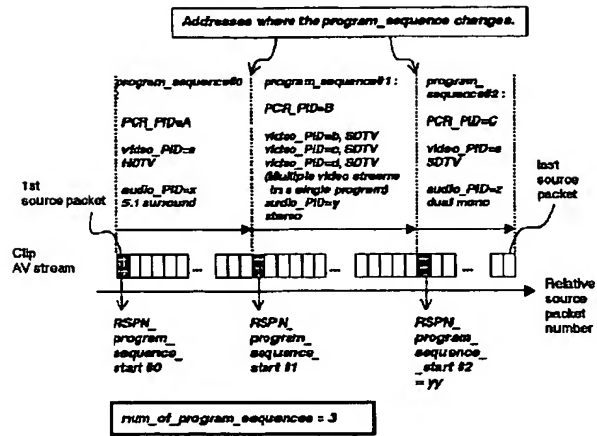 Addresses where the program_sequence changes.
program_sequence#0
PCR_PID=A
video_PID=a
HDTV
audio_PID=x
5.1 surround
program_sequence#1 :
PCR_PID=B
video_PID=b, SDTV
video_PID=c, SDTV
video_PID=d, SDTV
(Multiple video streams
in a single program)
audio_PID=y
stereo
program_
sequence#2 :
PCR_PID=C
video_PID=e
SDTV
audio_PID=z
dual mono
1st
source packet
last
source
packet
Clip
AV stream
... ... ...
Relative
source
packet
number
RSPN_
program_
sequence_
start #0
RSPN_
program_
sequence_
start #1
RSPN_
program_
sequence
_start #2
= yy
num_of_program_sequences = 3